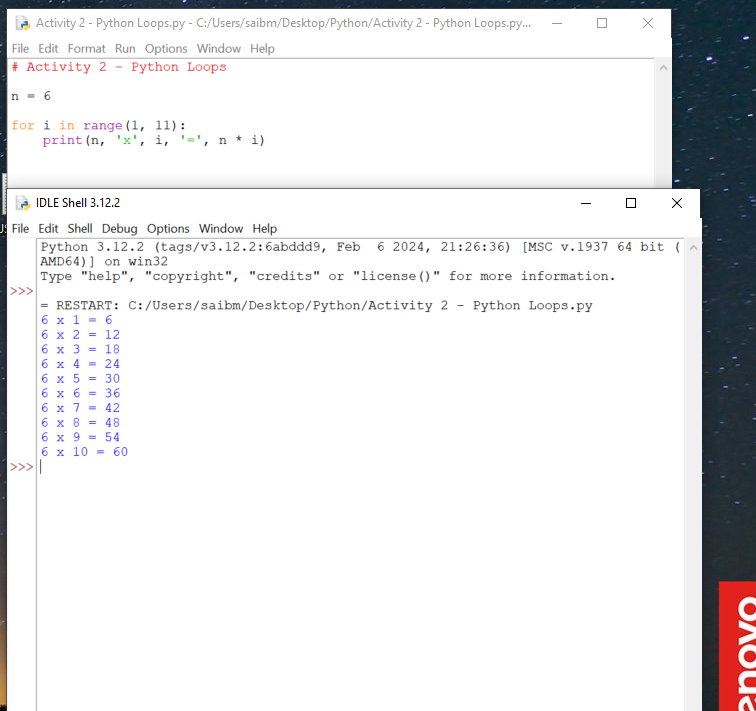 Activity 2 - Python Loops.py - C:/Users/saibm/Desktop/Python/Activity 2 - Python Loops.py...
File Edit Format Run Options Window Help
# Activity 2 - Python Loops
n = 6
for i in range(1, 11):
    print(n, 'x', i, '=', n * i)
IDLE Shell 3.12.2
File Edit Shell Debug Options Window Help
Python 3.12.2 (tags/v3.12.2:6abddd9, Feb  6 2024, 21:26:36) [MSC v.1937 64 bit (
AMD64)] on win32
Type "help", "copyright", "credits" or "license()" for more information.
>>>
= RESTART: C:/Users/saibm/Desktop/Python/Activity 2 - Python Loops.py
6 x 1 = 6
6 x 2 = 12
6 x 3 = 18
6 x 4 = 24
6 x 5 = 30
6 x 6 = 36
6 x 7 = 42
6 x 8 = 48
6 x 9 = 54
6 x 10 = 60
>>>
enovo